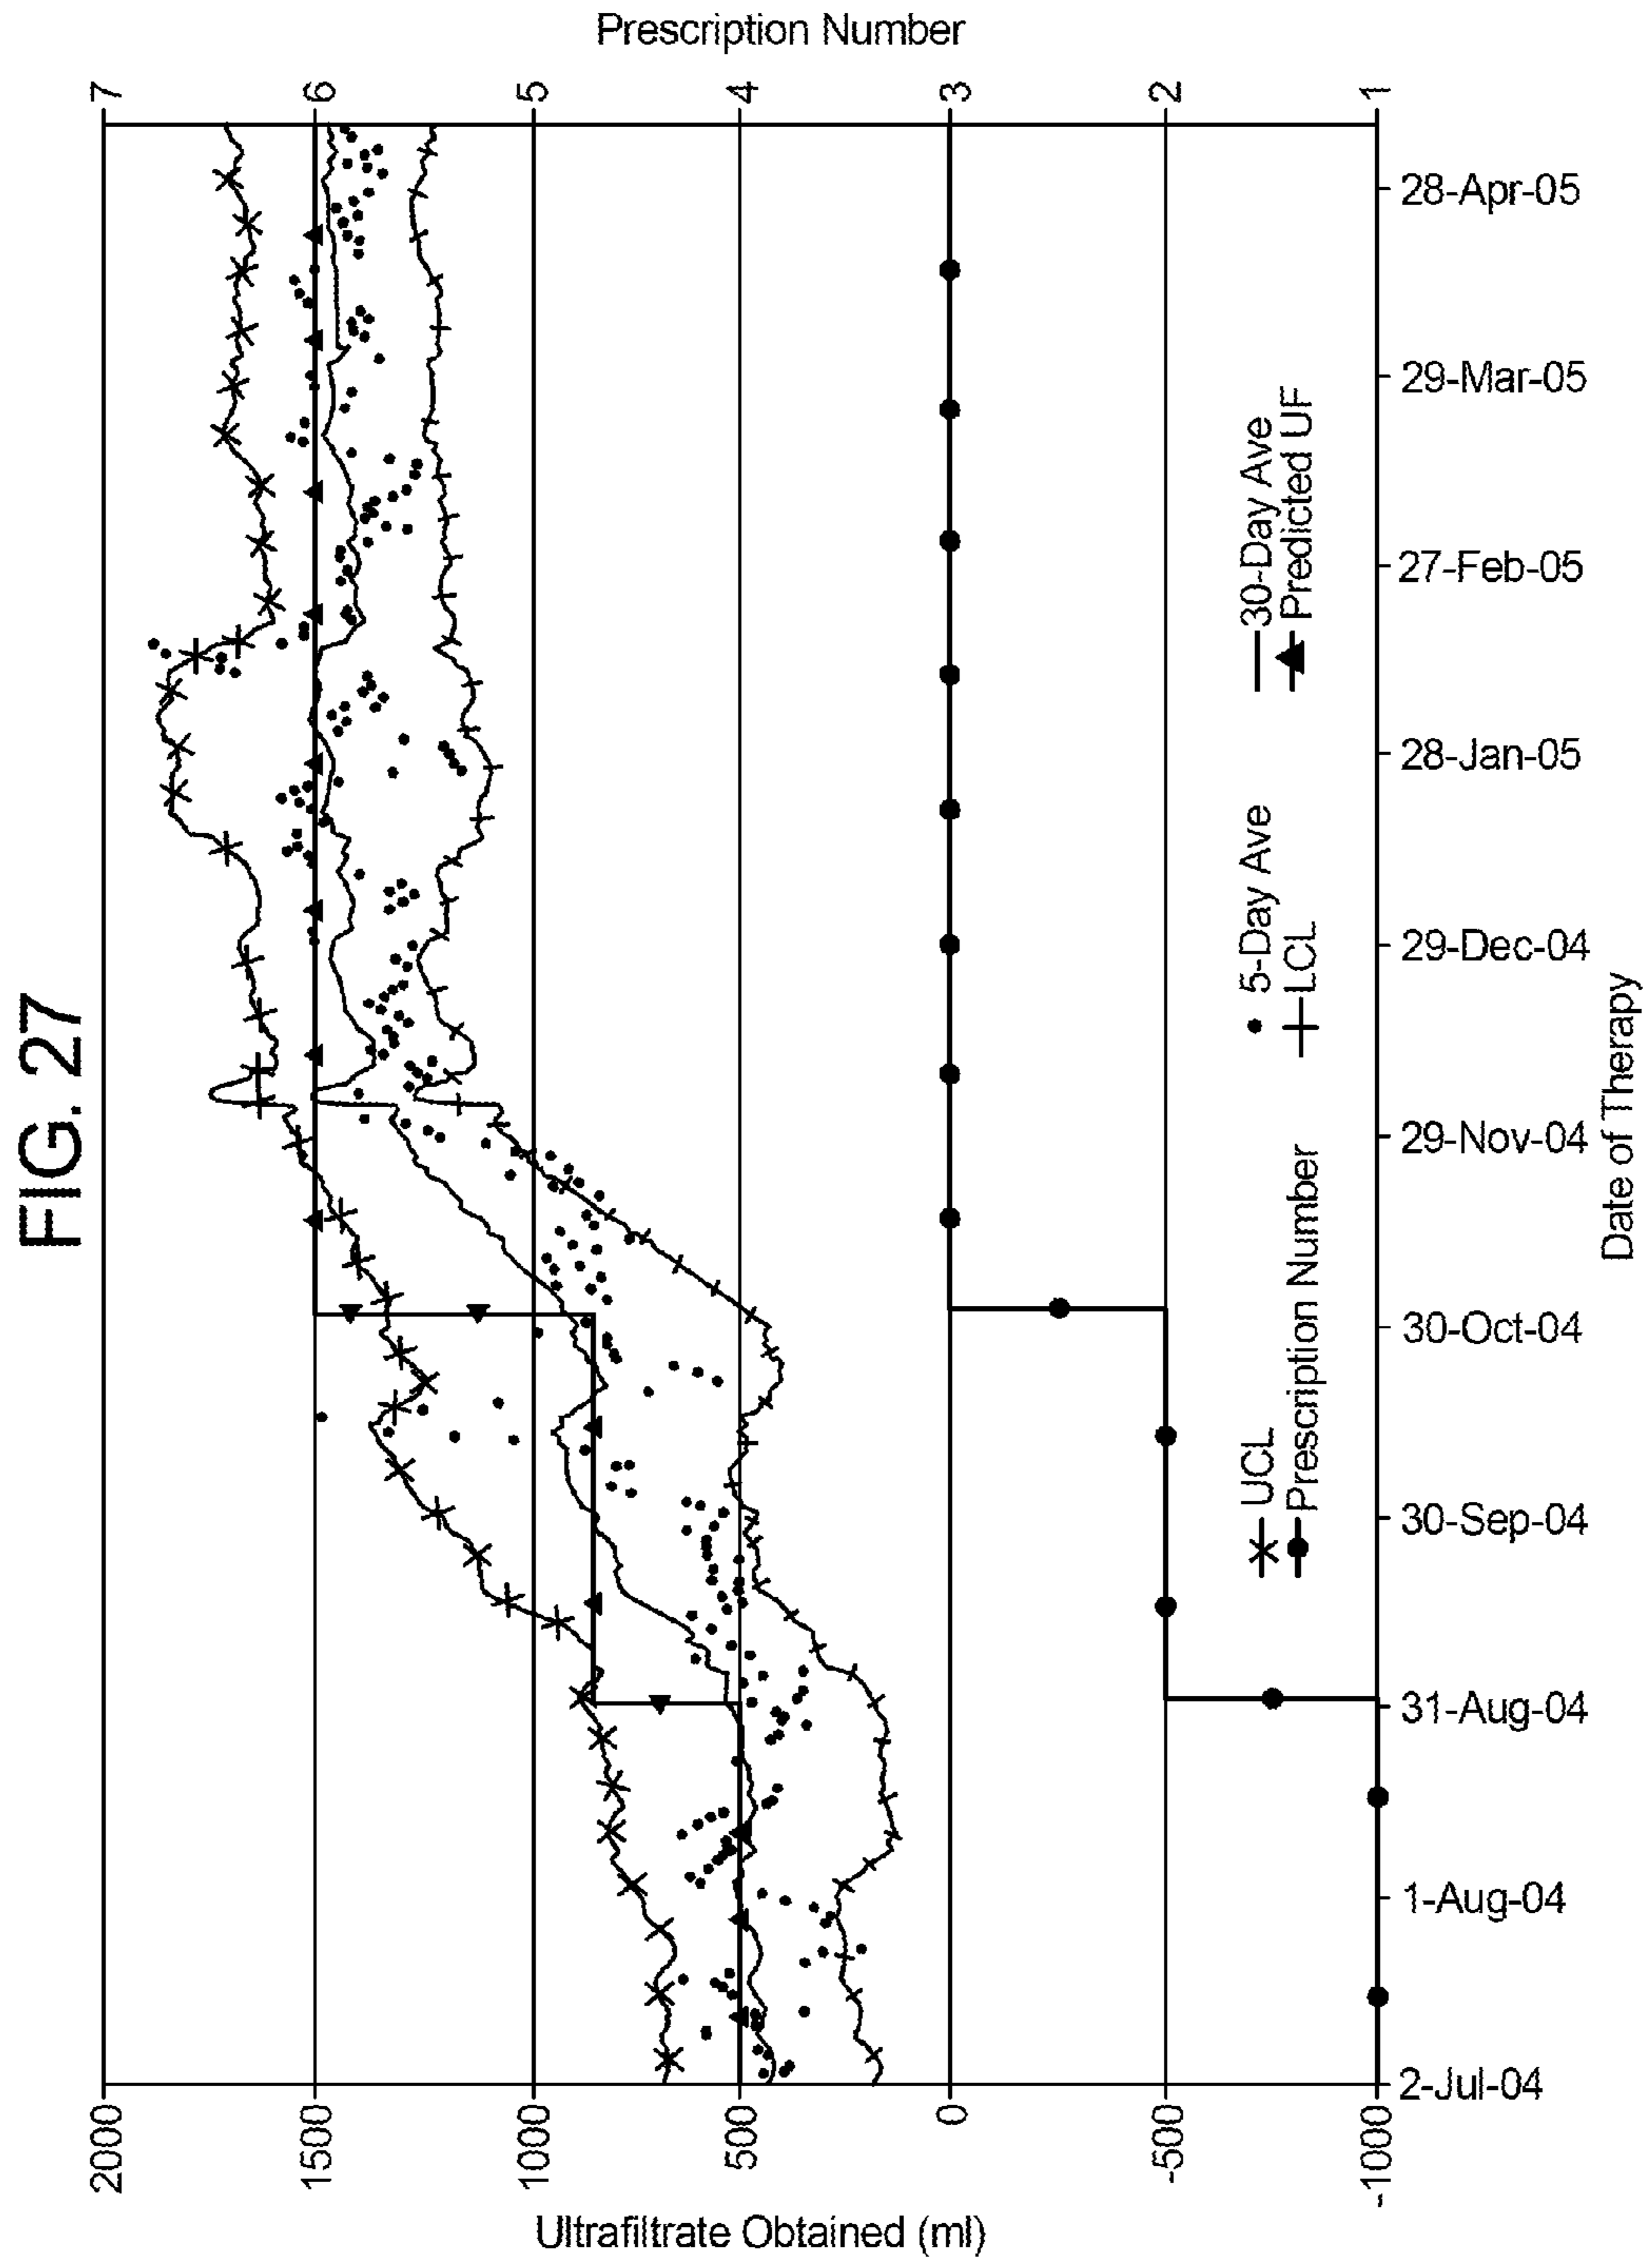 FIG. 27
Prescription Number
7
6
5
4
3
2
1
2000
1500
1000
500
0
-500
-1000
Ultrafiltrate Obtained (ml)
UCL
5-Day Ave
30-Day Ave
Prescription Number
LCL
Predicted UF
2-Jul-04
1-Aug-04
31-Aug-04
30-Sep-04
30-Oct-04
29-Nov-04
29-Dec-04
28-Jan-05
27-Feb-05
29-Mar-05
28-Apr-05
Date of Therapy